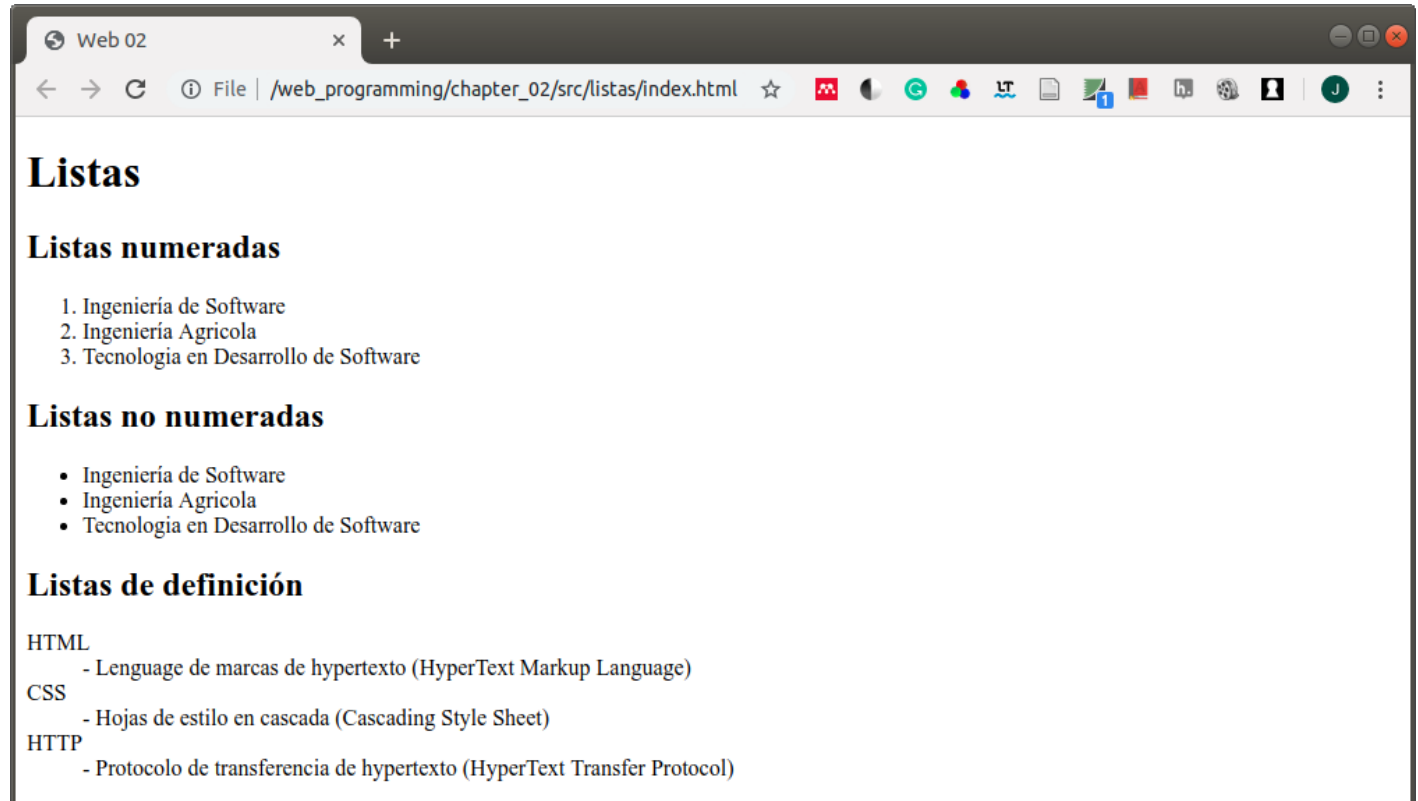 Web 02
File | /web_programming/chapter_02/src/listas/index.html
1
J
Listas
Listas numeradas
1. Ingeniería de Software
2. Ingeniería Agricola
3. Tecnologia en Desarrollo de Software
Listas no numeradas
• Ingeniería de Software
• Ingeniería Agricola
• Tecnologia en Desarrollo de Software
Listas de definición
HTML
- Lenguage de marcas de hypertexto (HyperText Markup Language)
CSS
- Hojas de estilo en cascada (Cascading Style Sheet)
HTTP
- Protocolo de transferencia de hypertexto (HyperText Transfer Protocol)